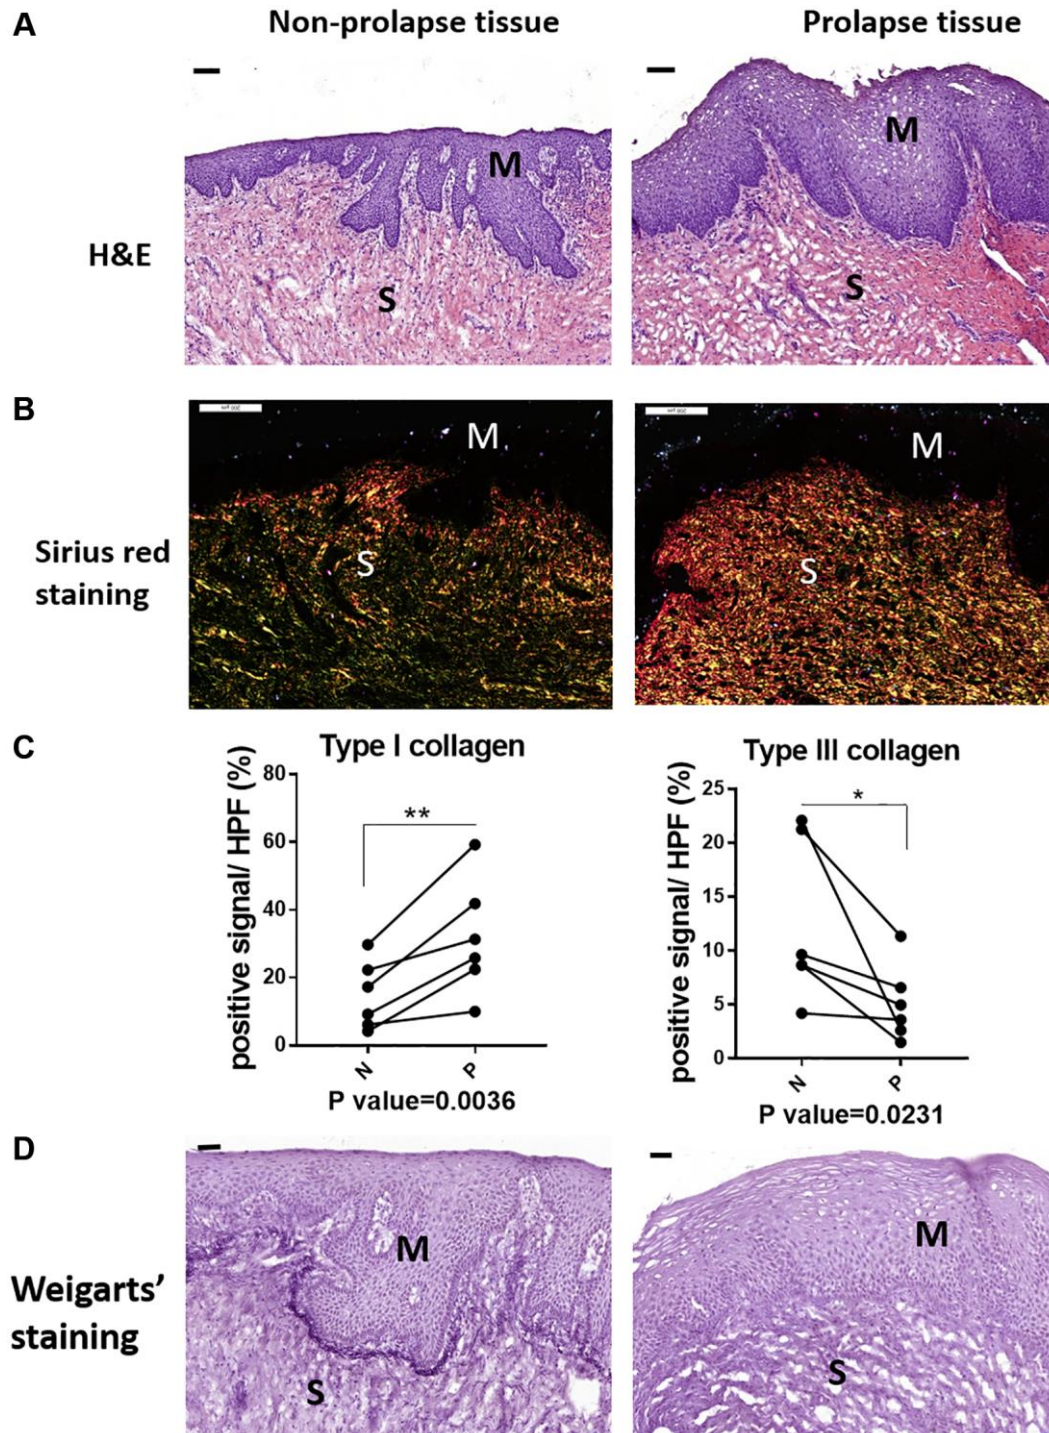 A
Non-prolapse tissue
Prolapse tissue
H&E
M
S
M
S
B
Sirius red
staining
M
S
M
S
C
Type I collagen
positive signal/ HPF (%)
80
60
40
20
0
**
N
P
P value=0.0036
Type III collagen
positive signal/ HPF (%)
25
20
15
10
5
0
*
N
P
P value=0.0231
D
Weigarts’
staining
M
S
M
S